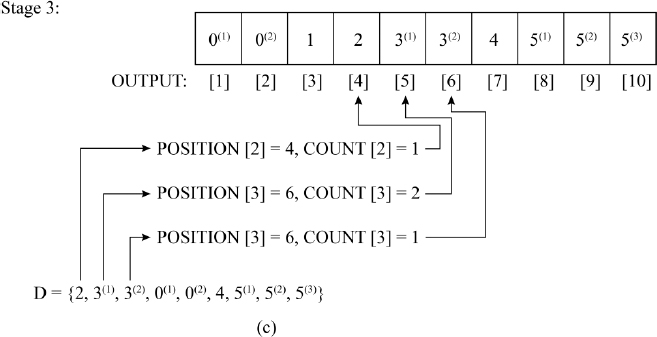 Stage 3:
0⁽¹⁾ 0⁽²⁾ 1 2 3⁽¹⁾ 3⁽²⁾ 4 5⁽¹⁾ 5⁽²⁾ 5⁽³⁾
OUTPUT: [1] [2] [3] [4] [5] [6] [7] [8] [9] [10]
POSITION [2] = 4, COUNT [2] = 1
POSITION [3] = 6, COUNT [3] = 2
POSITION [3] = 6, COUNT [3] = 1
D = {2, 3⁽¹⁾, 3⁽²⁾, 0⁽¹⁾, 0⁽²⁾, 4, 5⁽¹⁾, 5⁽²⁾, 5⁽³⁾}
(c)